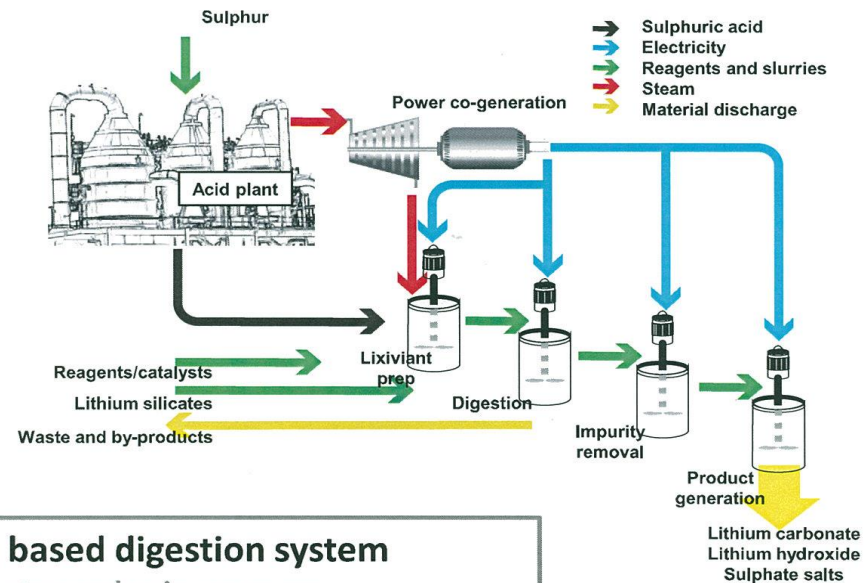 Sulphur
Sulphuric acid
Electricity
Reagents and slurries
Steam
Material discharge
Power co-generation
Acid plant
Reagents/catalysts
Lithium silicates
Waste and by-products
Lixiviant
prep
Digestion
Impurity
removal
Product
generation
Lithium carbonate
Lithium hydroxide
Sulphate salts
based digestion system